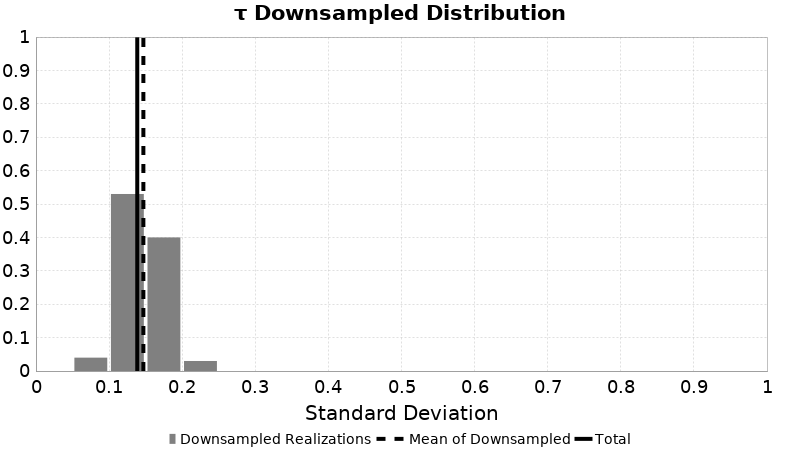 τ Downsampled Distribution
1
0.9
0.8
0.7
0.6
0.5
0.4
0.3
0.2
0.1
0
0 0.1 0.2 0.3 0.4 0.5 0.6 0.7 0.8 0.9 1
Standard Deviation
Downsampled Realizations Mean of Downsampled Total